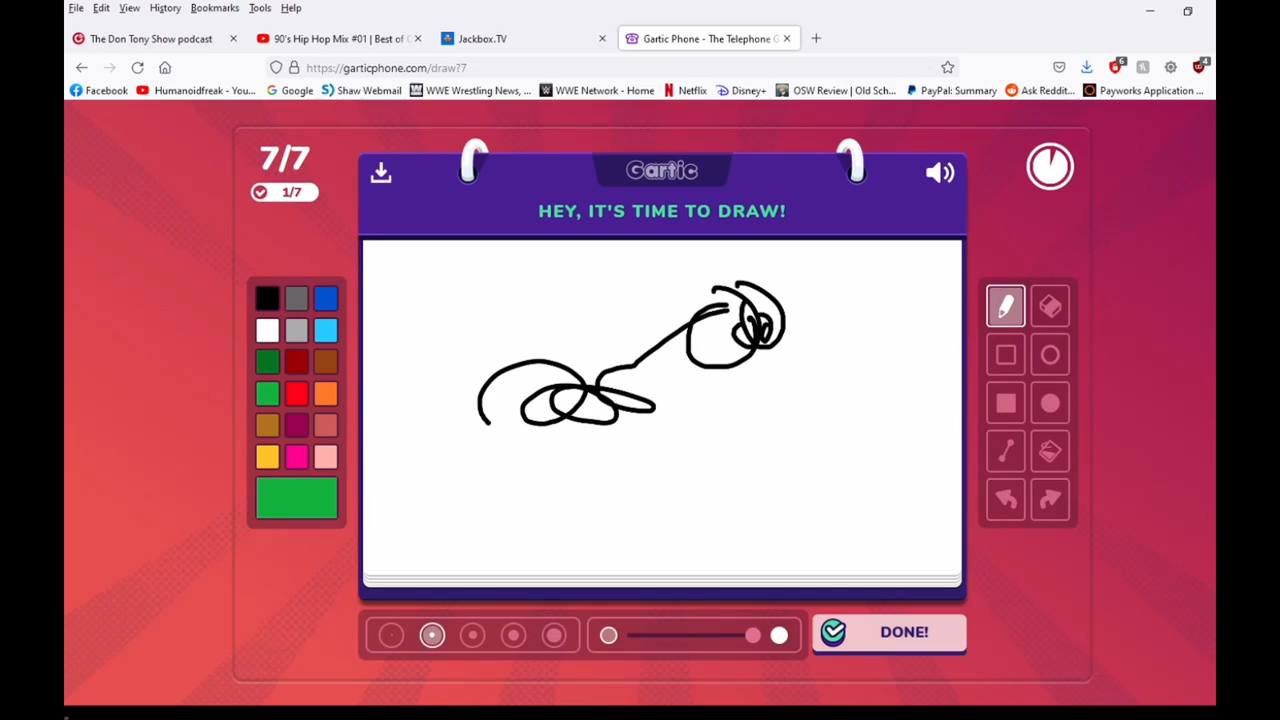 File Edit View History Bookmarks Tools Help
The Don Tony Show podcast 90's Hip Hop Mix #01 | Best of Jackbox.TV Gartic Phone - The Telephone G
https://garticphone.com/draw?7 6 4
Facebook Humanoidfreak - You... Google Shaw Webmail WWE Wrestling News, ... WWE Network - Home Netflix Disney+ OSW Review | Old Sch... PayPal: Summary Ask Reddit... Payworks Application ...
7/7
Gartic
1/7
HEY, IT'S TIME TO DRAW!
DONE!